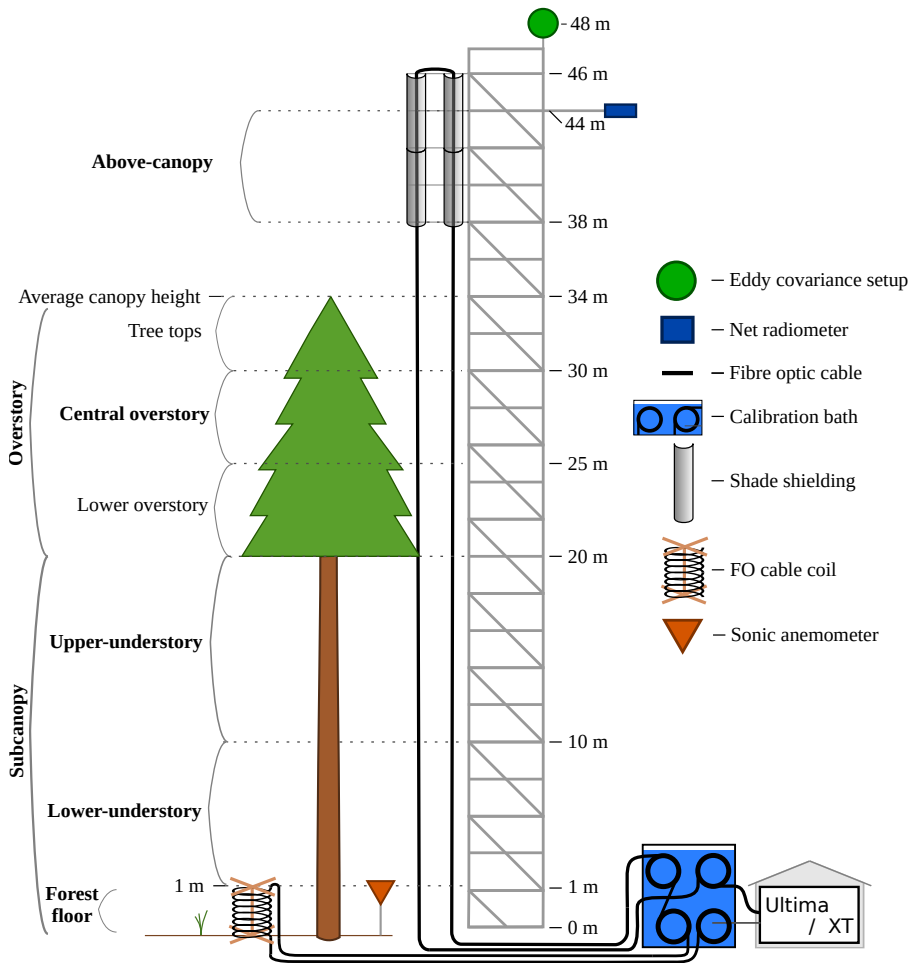 48 m
46 m
44 m
Above-canopy
38 m
Average canopy height
34 m
Tree tops
30 m
Central overstory
25 m
Lower overstory
20 m
Overstory
Upper-understory
10 m
Lower-understory
Subcanopy
1 m
1 m
Forest
floor
0 m
Eddy covariance setup
Net radiometer
Fibre optic cable
Calibration bath
Shade shielding
FO cable coil
Sonic anemometer
Ultima
/ XT